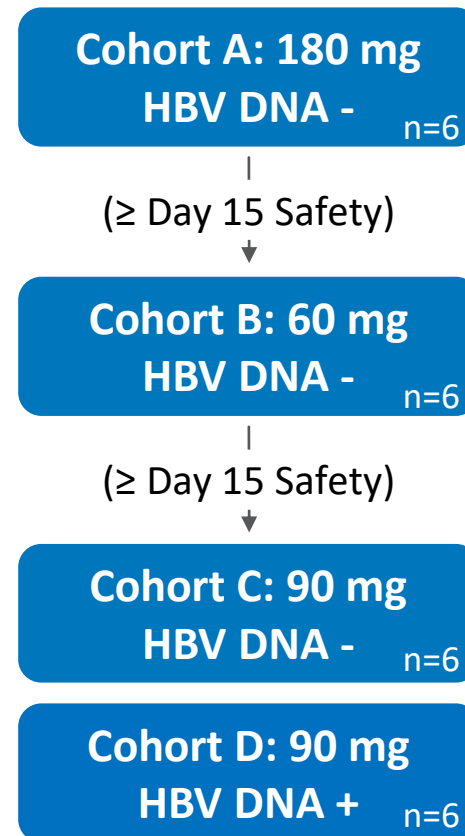 Cohort A: 180 mg
HBV DNA -
n=6
(≥ Day 15 Safety)
Cohort B: 60 mg
HBV DNA -
n=6
(≥ Day 15 Safety)
Cohort C: 90 mg
HBV DNA -
n=6
Cohort D: 90 mg
HBV DNA +
n=6